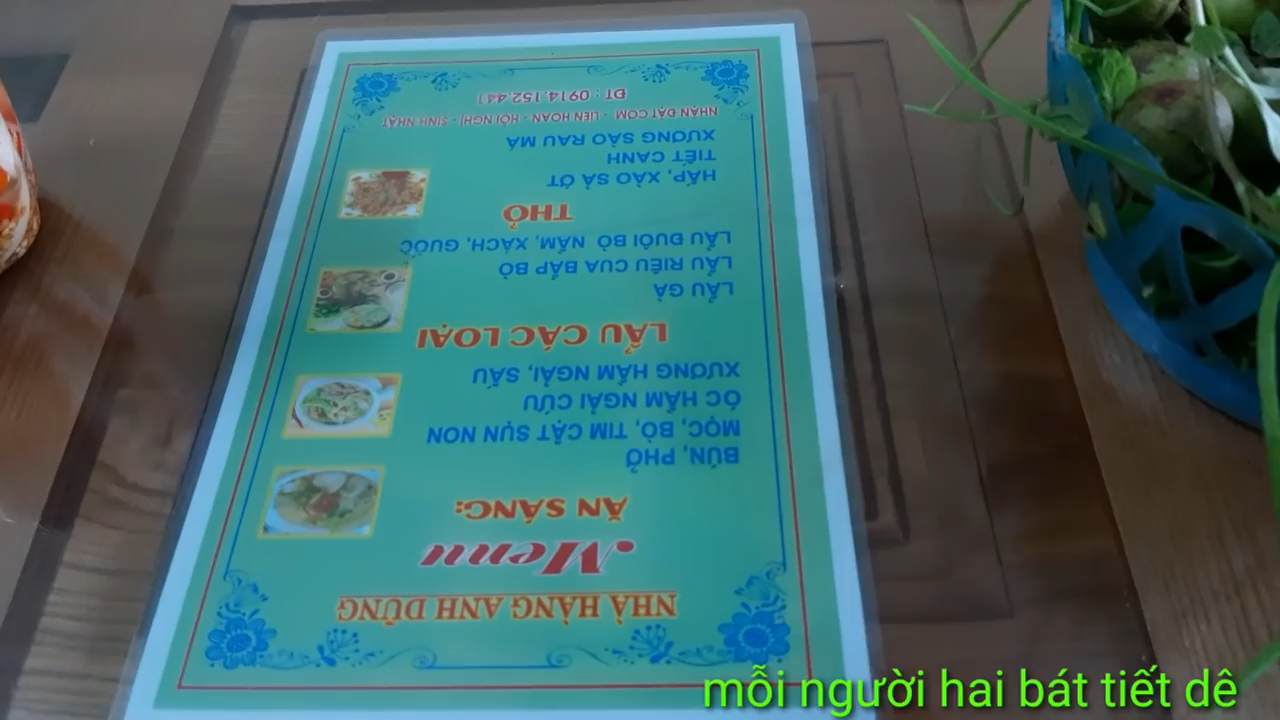 NHÀ HÀNG ANH DŨNG
Menu
ĂN SÁNG:
BÚN, PHỞ
MỌC, BÒ, TIM CẬT SỤN NON
ỐC HẦM NGẢI CỨU
XƯƠNG HẦM NGẢI, SẤU
LẨU CÁC LOẠI
LẨU GÀ
LẨU RIÊU CUA BẮP BÒ
LẨU ĐUÔI BÒ NẤM, XÁCH, GUỐC
THỎ
HẤP, XÀO SẢ ỚT
TIẾT CANH
XƯƠNG SÁO RAU MÁ
NHẬN ĐẶT CƠM - LIÊN HOAN - HỘI NGHỊ - SINH NHẬT
ĐT: 0914.152.441
mỗi người hai bát tiết dê